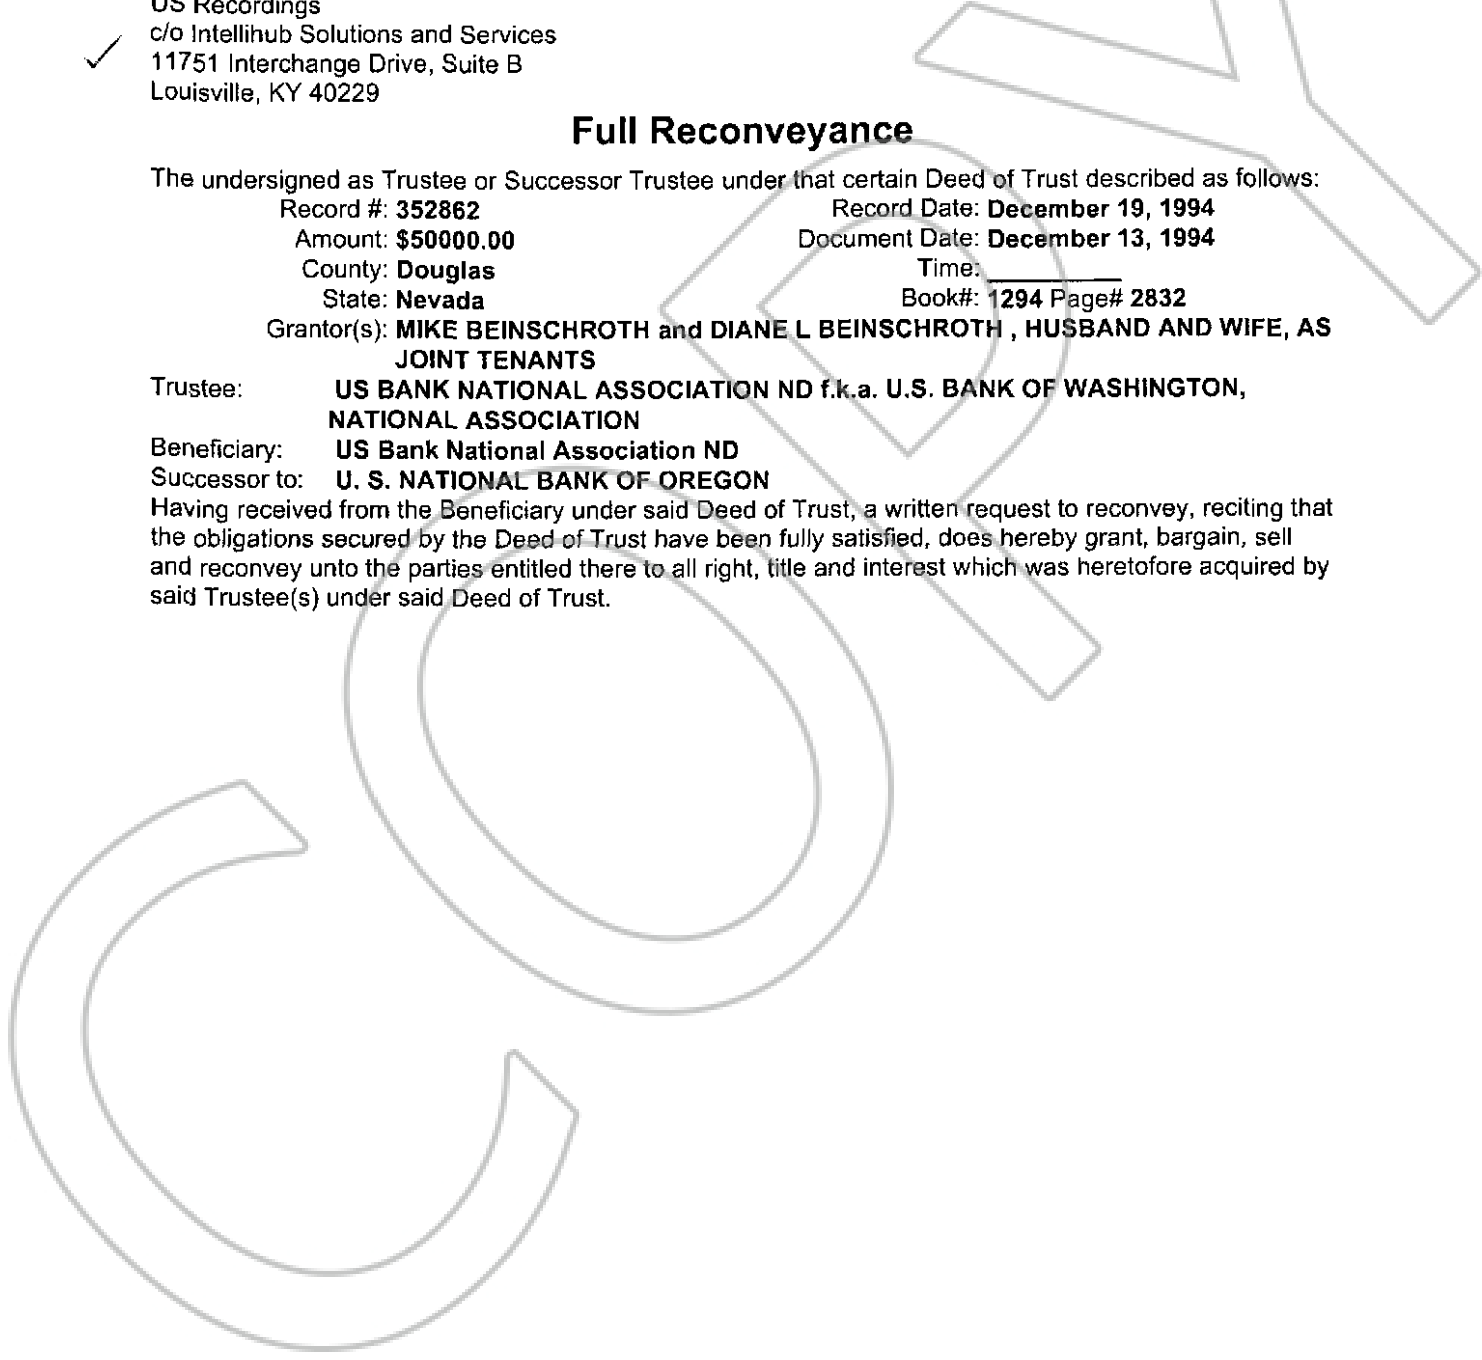 US Recordings
c/o Intellihub Solutions and Services
11751 Interchange Drive, Suite B
Louisville, KY 40229
Full Reconveyance
The undersigned as Trustee or Successor Trustee under that certain Deed of Trust described as follows:
Record #: 352862 Record Date: December 19, 1994
Amount: $50000.00 Document Date: December 13, 1994
County: Douglas Time: ___________
State: Nevada Book#: 1294 Page# 2832
Grantor(s): MIKE BEINSCHROTH and DIANE L BEINSCHROTH , HUSBAND AND WIFE, AS
JOINT TENANTS
Trustee: US BANK NATIONAL ASSOCIATION ND f.k.a. U.S. BANK OF WASHINGTON,
NATIONAL ASSOCIATION
Beneficiary: US Bank National Association ND
Successor to: U. S. NATIONAL BANK OF OREGON
Having received from the Beneficiary under said Deed of Trust, a written request to reconvey, reciting that
the obligations secured by the Deed of Trust have been fully satisfied, does hereby grant, bargain, sell
and reconvey unto the parties entitled there to all right, title and interest which was heretofore acquired by
said Trustee(s) under said Deed of Trust.
COPY